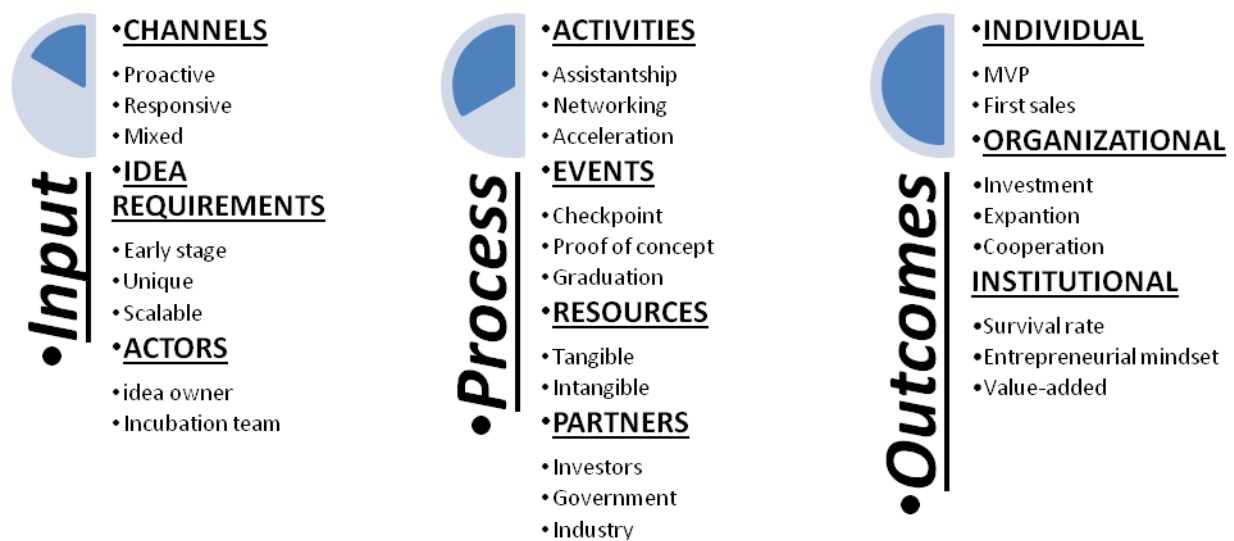 •Input
•CHANNELS
•Proactive
•Responsive
•Mixed
•IDEA
REQUIREMENTS
•Early stage
•Unique
•Scalable
•ACTORS
•idea owner
•Incubation team
•Process
•ACTIVITIES
•Assistantship
•Networking
•Acceleration
•EVENTS
•Checkpoint
•Proof of concept
•Graduation
•RESOURCES
•Tangible
•Intangible
•PARTNERS
•Investors
•Government
•Industry
•Outcomes
•INDIVIDUAL
•MVP
•First sales
•ORGANIZATIONAL
•Investment
•Expantion
•Cooperation
INSTITUTIONAL
•Survival rate
•Entrepreneurial mindset
•Value-added